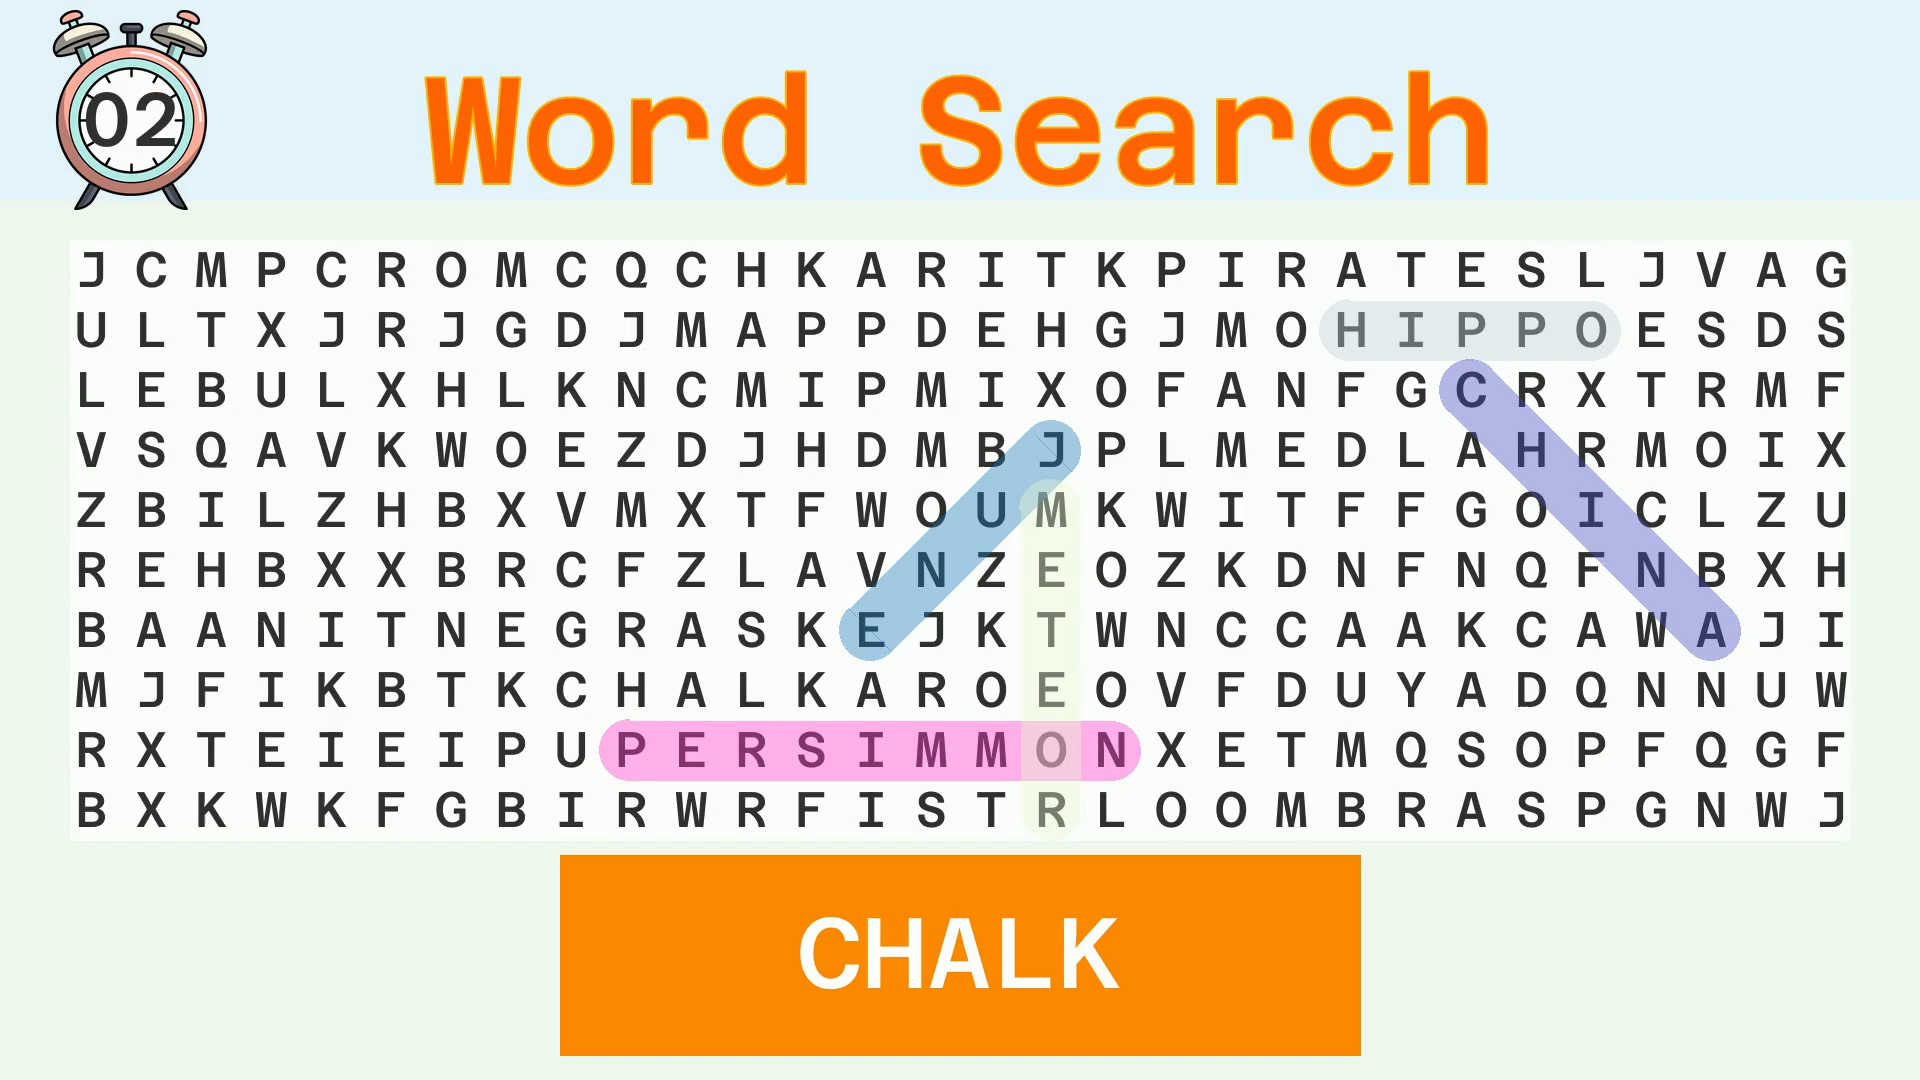 02
Word Search
J C M P C R O M C Q C H K A R I T K P I R A T E S L J V A G
U L T X J R J G D J M A P P D E H G J M O H I P P O E S D S
L E B U L X H L K N C M I P M I X O F A N F G C R X T R M F
V S Q A V K W O E Z D J H D M B J P L M E D L A H R M O I X
Z B I L Z H B X V M X T F W O U M K W I T F F G O I C L Z U
R E H B X X B R C F Z L A V N Z E O Z K D N F N Q F N B X H
B A A N I T N E G R A S K E J K T W N C C A A K C A W A J I
M J F I K B T K C H A L K A R O E O V F D U Y A D Q N N U W
R X T E I E I P U P E R S I M M O N X E T M Q S O P F Q G F
B X K W K F G B I R W R F I S T R L O O M B R A S P G N W J
CHALK